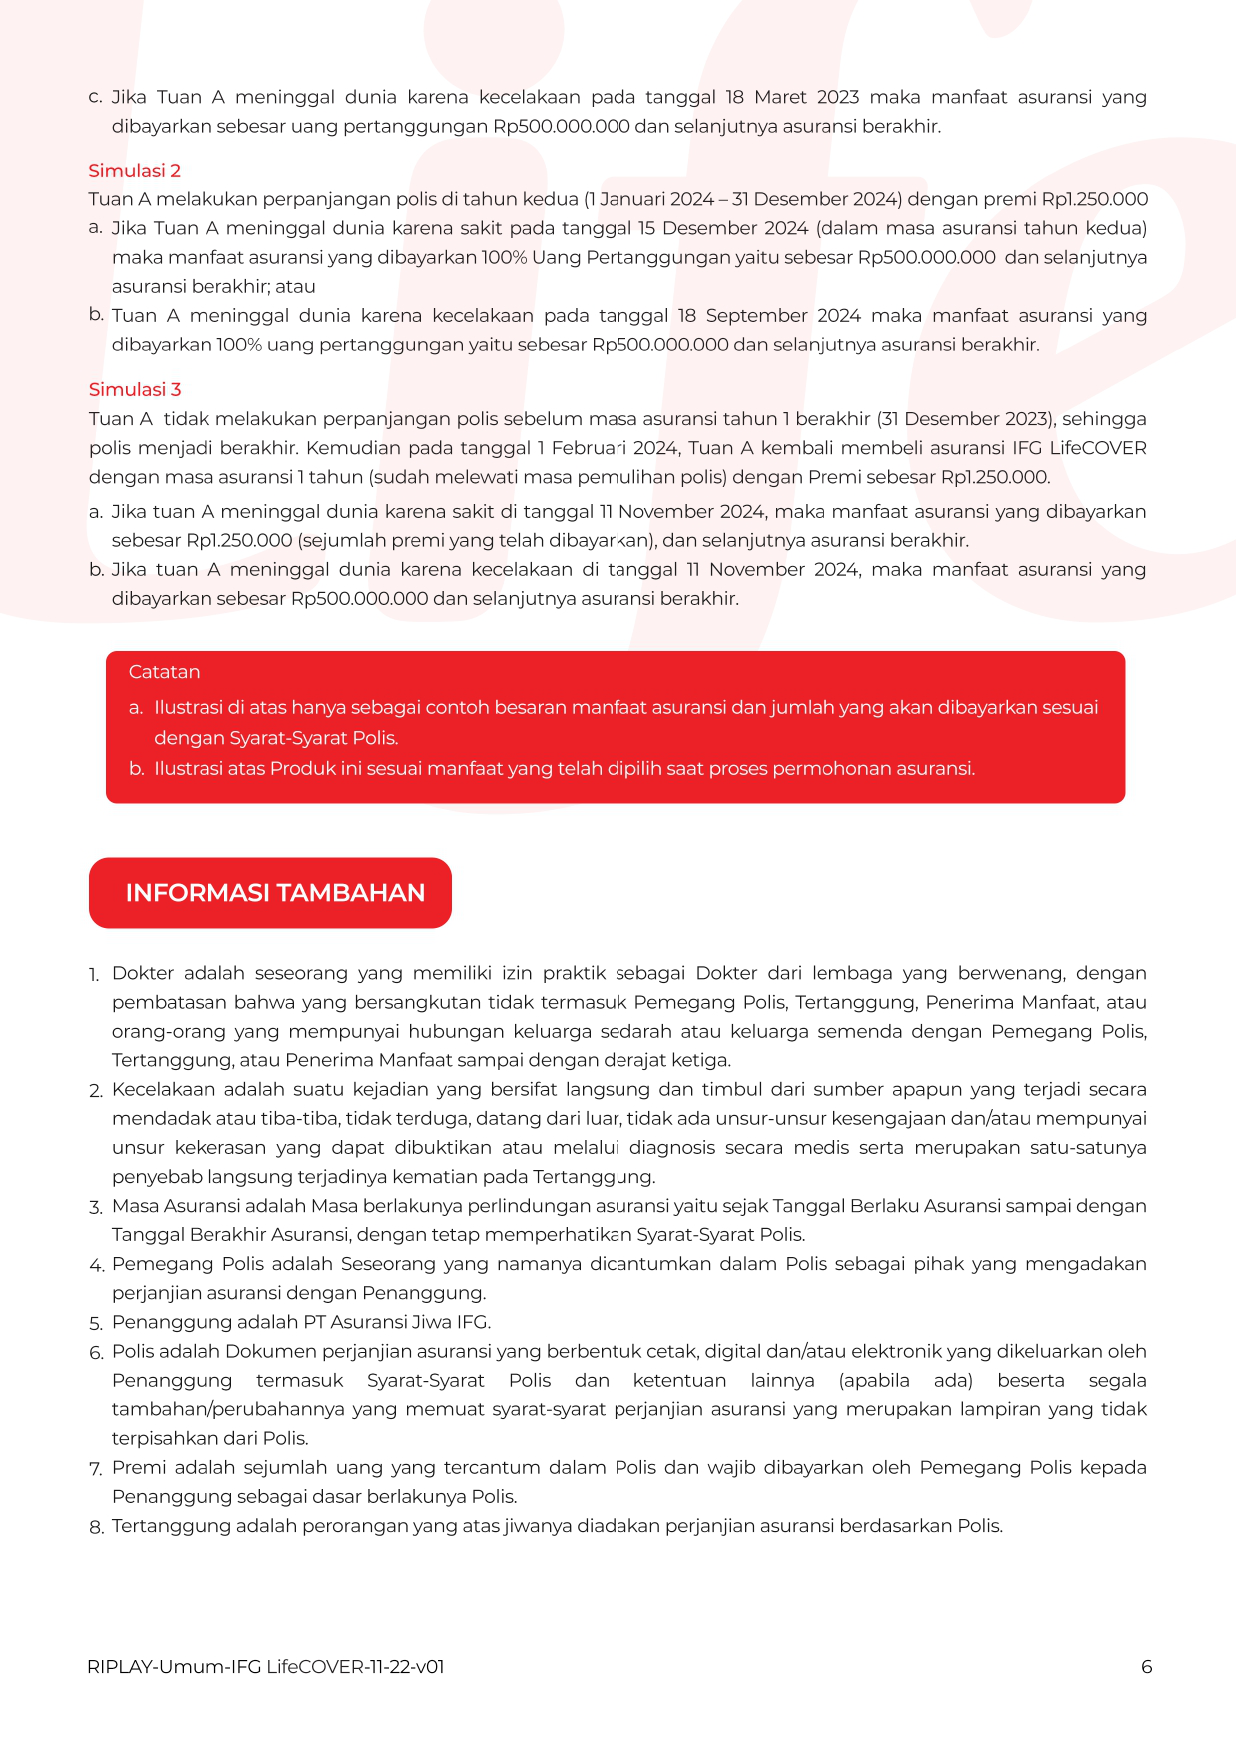 Life
c. Jika Tuan A meninggal dunia karena kecelakaan pada tanggal 18 Maret 2023 maka manfaat asuransi yang
dibayarkan sebesar uang pertanggungan Rp500.000.000 dan selanjutnya asuransi berakhir.
Simulasi 2
Tuan A melakukan perpanjangan polis di tahun kedua (1 Januari 2024 – 31 Desember 2024) dengan premi Rp1.250.000
a. Jika Tuan A meninggal dunia karena sakit pada tanggal 15 Desember 2024 (dalam masa asuransi tahun kedua)
maka manfaat asuransi yang dibayarkan 100% Uang Pertanggungan yaitu sebesar Rp500.000.000 dan selanjutnya
asuransi berakhir; atau
b. Tuan A meninggal dunia karena kecelakaan pada tanggal 18 September 2024 maka manfaat asuransi yang
dibayarkan 100% uang pertanggungan yaitu sebesar Rp500.000.000 dan selanjutnya asuransi berakhir.
Simulasi 3
Tuan A tidak melakukan perpanjangan polis sebelum masa asuransi tahun 1 berakhir (31 Desember 2023), sehingga
polis menjadi berakhir. Kemudian pada tanggal 1 Februari 2024, Tuan A kembali membeli asuransi IFG LifeCOVER
dengan masa asuransi 1 tahun (sudah melewati masa pemulihan polis) dengan Premi sebesar Rp1.250.000.
a. Jika tuan A meninggal dunia karena sakit di tanggal 11 November 2024, maka manfaat asuransi yang dibayarkan
sebesar Rp1.250.000 (sejumlah premi yang telah dibayarkan), dan selanjutnya asuransi berakhir.
b. Jika tuan A meninggal dunia karena kecelakaan di tanggal 11 November 2024, maka manfaat asuransi yang
dibayarkan sebesar Rp500.000.000 dan selanjutnya asuransi berakhir.
Catatan
a. Ilustrasi di atas hanya sebagai contoh besaran manfaat asuransi dan jumlah yang akan dibayarkan sesuai
dengan Syarat-Syarat Polis.
b. Ilustrasi atas Produk ini sesuai manfaat yang telah dipilih saat proses permohonan asuransi.
INFORMASI TAMBAHAN
1. Dokter adalah seseorang yang memiliki izin praktik sebagai Dokter dari lembaga yang berwenang, dengan
pembatasan bahwa yang bersangkutan tidak termasuk Pemegang Polis, Tertanggung, Penerima Manfaat, atau
orang-orang yang mempunyai hubungan keluarga sedarah atau keluarga semenda dengan Pemegang Polis,
Tertanggung, atau Penerima Manfaat sampai dengan derajat ketiga.
2. Kecelakaan adalah suatu kejadian yang bersifat langsung dan timbul dari sumber apapun yang terjadi secara
mendadak atau tiba-tiba, tidak terduga, datang dari luar, tidak ada unsur-unsur kesengajaan dan/atau mempunyai
unsur kekerasan yang dapat dibuktikan atau melalui diagnosis secara medis serta merupakan satu-satunya
penyebab langsung terjadinya kematian pada Tertanggung.
3. Masa Asuransi adalah Masa berlakunya perlindungan asuransi yaitu sejak Tanggal Berlaku Asuransi sampai dengan
Tanggal Berakhir Asuransi, dengan tetap memperhatikan Syarat-Syarat Polis.
4. Pemegang Polis adalah Seseorang yang namanya dicantumkan dalam Polis sebagai pihak yang mengadakan
perjanjian asuransi dengan Penanggung.
5. Penanggung adalah PT Asuransi Jiwa IFG.
6. Polis adalah Dokumen perjanjian asuransi yang berbentuk cetak, digital dan/atau elektronik yang dikeluarkan oleh
Penanggung termasuk Syarat-Syarat Polis dan ketentuan lainnya (apabila ada) beserta segala
tambahan/perubahannya yang memuat syarat-syarat perjanjian asuransi yang merupakan lampiran yang tidak
terpisahkan dari Polis.
7. Premi adalah sejumlah uang yang tercantum dalam Polis dan wajib dibayarkan oleh Pemegang Polis kepada
Penanggung sebagai dasar berlakunya Polis.
8. Tertanggung adalah perorangan yang atas jiwanya diadakan perjanjian asuransi berdasarkan Polis.
RIPLAY-Umum-IFG LifeCOVER-11-22-v01
6